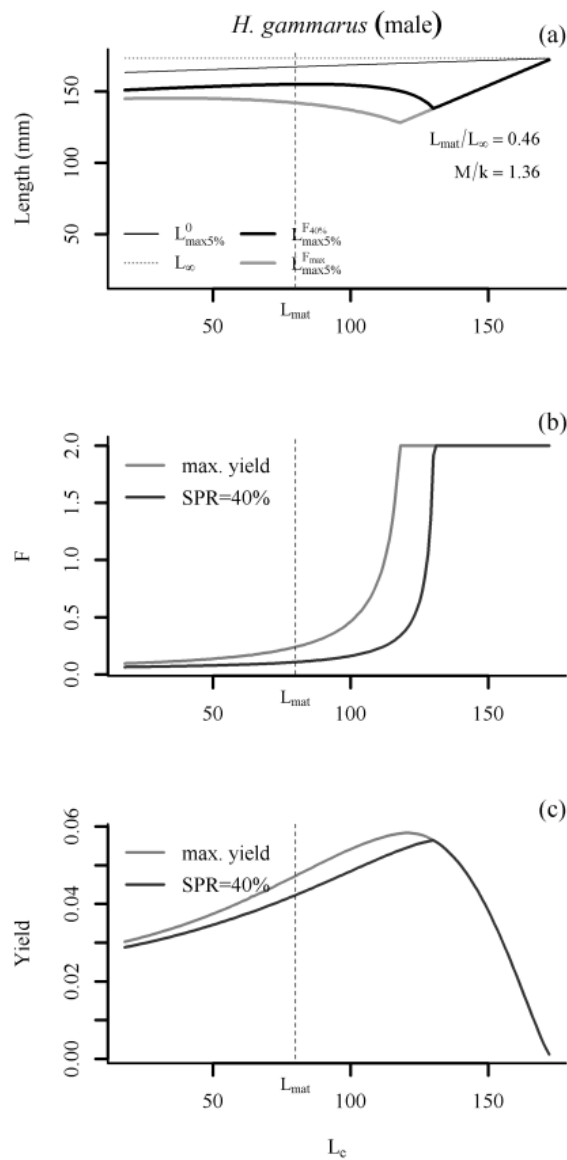 H. gammarus (male)
(a)
Length (mm)
150
100
50
L_mat/L_∞ = 0.46
M/k = 1.36
L^0_max5%
L^F40%_max5%
L_∞
L^Fmax_max5%
50
L_mat
100
150
(b)
F
2.0
1.5
1.0
0.5
0.0
max. yield
SPR=40%
50
L_mat
100
150
(c)
Yield
0.06
0.04
0.02
0.00
max. yield
SPR=40%
50
L_mat
100
150
L_c